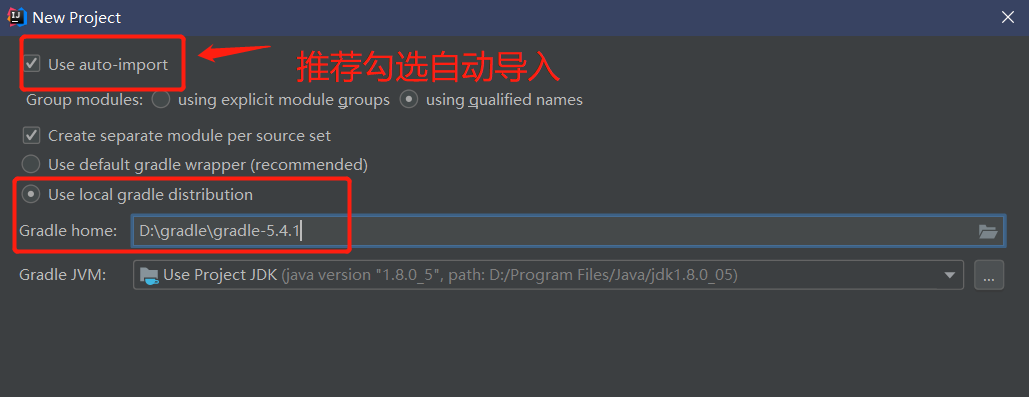 New Project
Use auto-import
推荐勾选自动导入
Group modules: using explicit module groups using qualified names
Create separate module per source set
Use default gradle wrapper (recommended)
Use local gradle distribution
Gradle home: D:\gradle\gradle-5.4.1
Gradle JVM: Use Project JDK (java version "1.8.0_5", path: D:/Program Files/Java/jdk1.8.0_05) ...